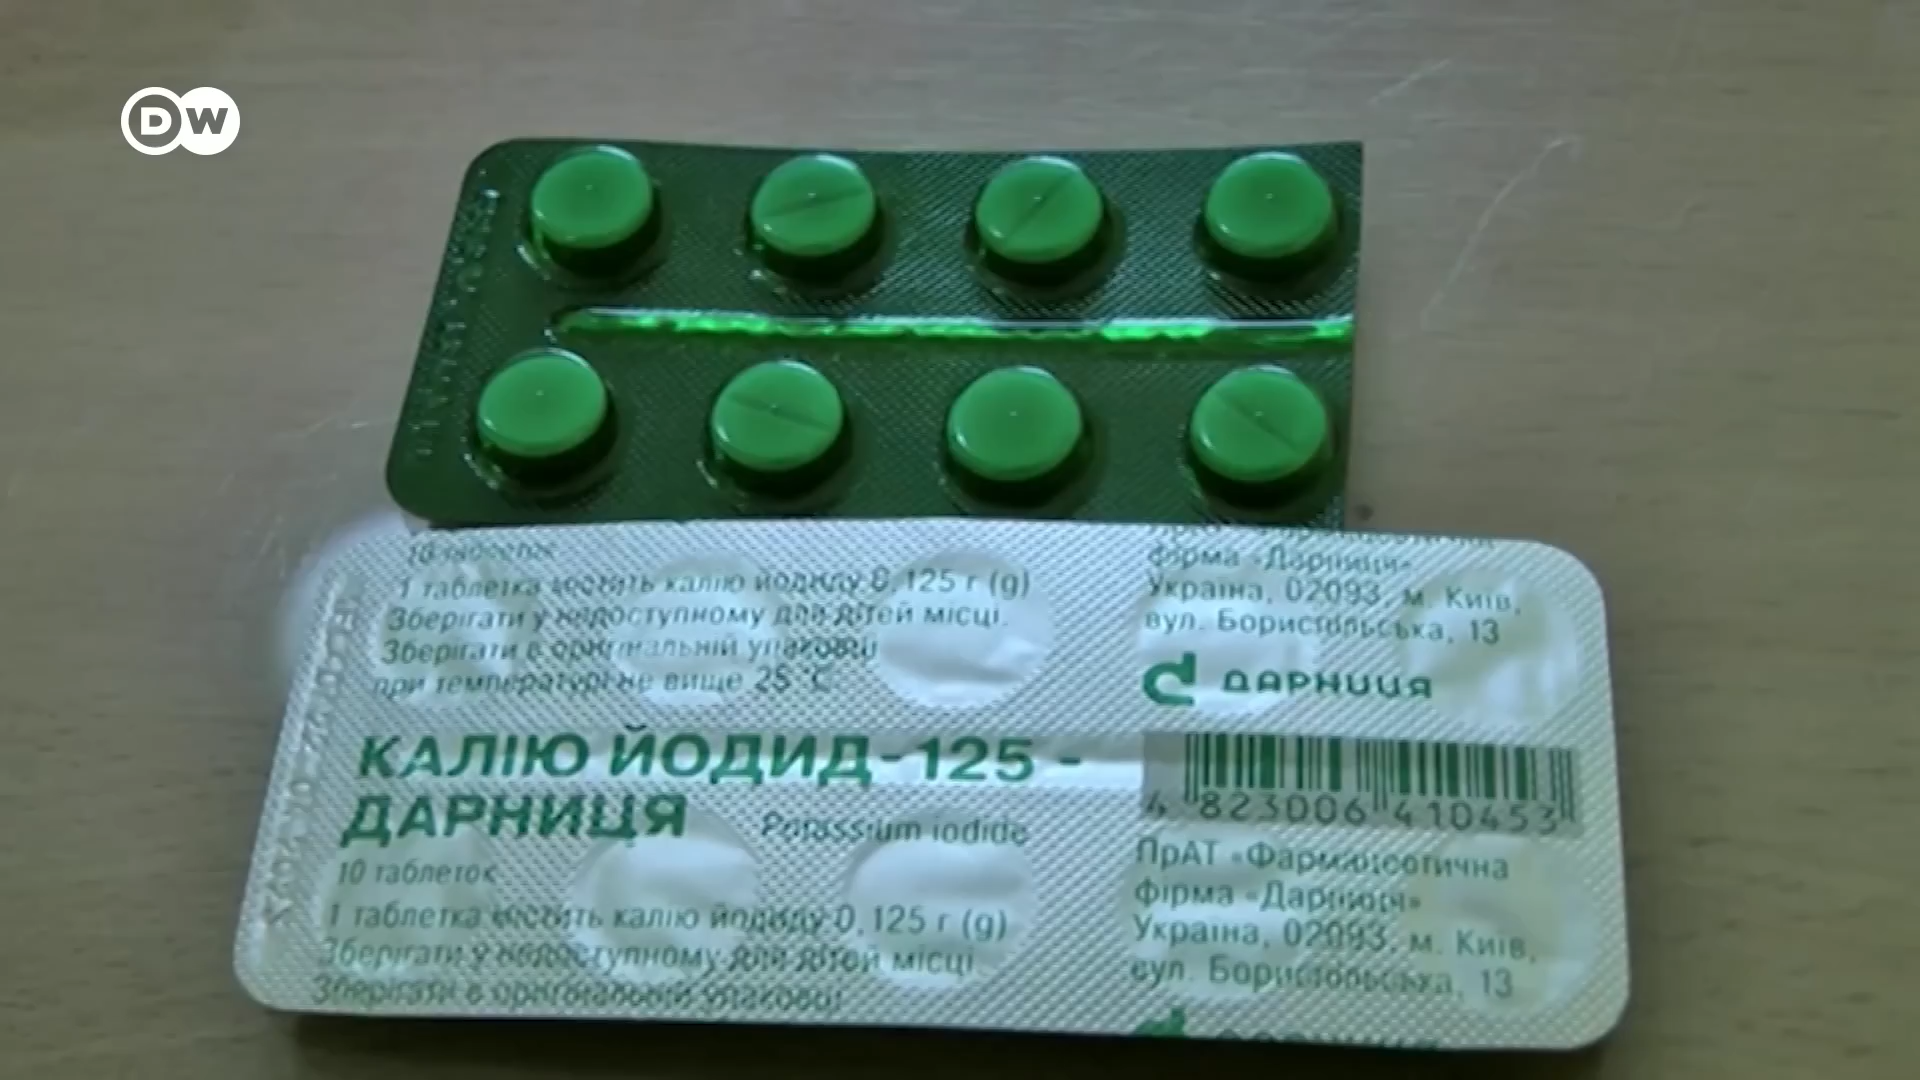 DW
10 таблеток
1 таблетка містить калію йодиду 0,125 г (g)
Зберігати у недоступному для дітей місці.
Зберігати в оригінальній упаковці
при температурі не вище 25 °C
фірма «Дарниця»
Україна, 02093, м. Київ,
вул. Бориспільська, 13
ДАРНИЦЯ
КАЛІЮ ЙОДИД-125-
ДАРНИЦЯ
Potassium iodide
4 823006 410453
10 таблеток
1 таблетка містить калію йодиду 0,125 г (g)
Зберігати у недоступному для дітей місці.
Зберігати в оригінальній упаковці
ПрАТ «Фармацевтична
фірма «Дарниця»
Україна, 02093, м. Київ,
вул. Бориспільська, 13